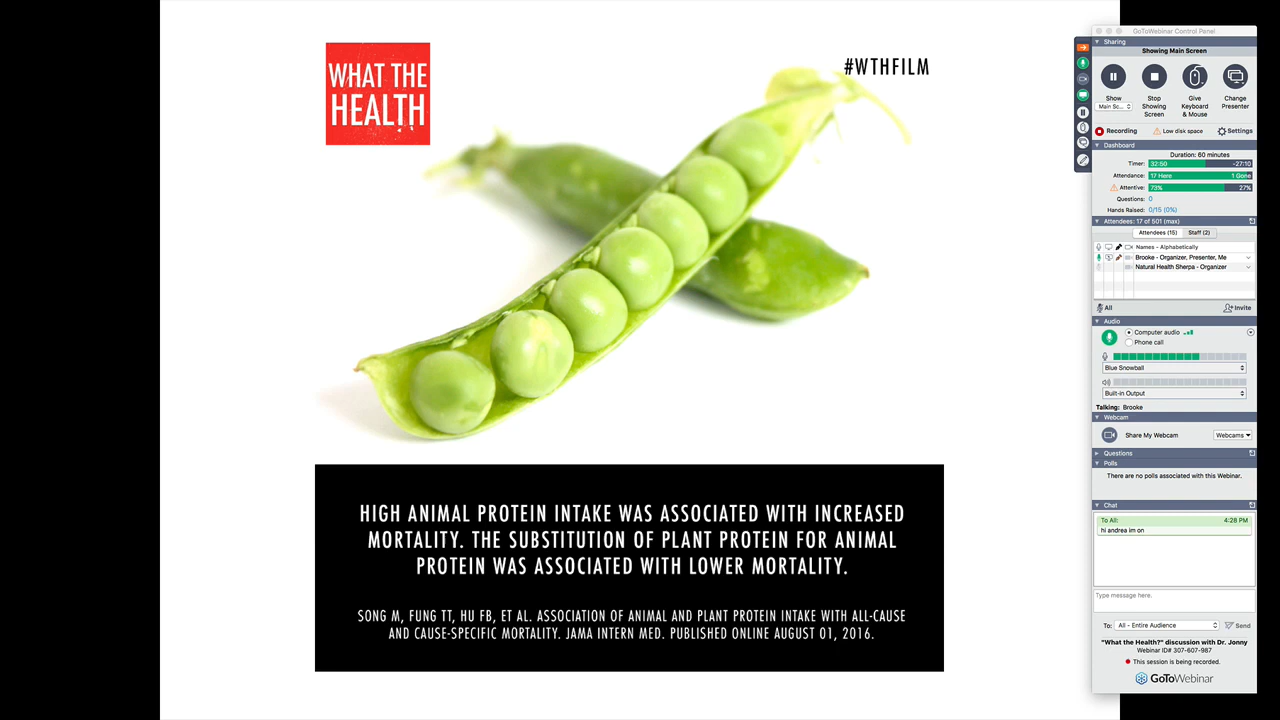 WHAT THE
HEALTH
#WTHFILM
HIGH ANIMAL PROTEIN INTAKE WAS ASSOCIATED WITH INCREASED
MORTALITY. THE SUBSTITUTION OF PLANT PROTEIN FOR ANIMAL
PROTEIN WAS ASSOCIATED WITH LOWER MORTALITY.
SONG M, FUNG TT, HU FB, ET AL. ASSOCIATION OF ANIMAL AND PLANT PROTEIN INTAKE WITH ALL-CAUSE
AND CAUSE-SPECIFIC MORTALITY. JAMA INTERN MED. PUBLISHED ONLINE AUGUST 01, 2016.
GoToWebinar Control Panel
Sharing
Showing Main Screen
Show
Main Sc...
Stop
Showing
Screen
Give
Keyboard
& Mouse
Change
Presenter
Recording
Low disk space
Settings
Dashboard
Duration: 60 minutes
Timer: 32:50 -27:10
Attendance: 17 Here 1 Gone
Attentive: 73% 27%
Questions: 0
Hands Raised: 0/15 (0%)
Attendees: 17 of 501 (max)
Attendees (15) Staff (2)
Names - Alphabetically
Brooke - Organizer, Presenter, Me
Natural Health Sherpa - Organizer
All Invite
Audio
Computer audio
Phone call
Blue Snowball
Built-in Output
Talking: Brooke
Webcam
Share My Webcam Webcams
Questions
Polls
There are no polls associated with this Webinar.
Chat
To All: 4:28 PM
hi andrea im on
Type message here.
To: All - Entire Audience Send
"What the Health?" discussion with Dr. Jonny
Webinar ID# 307-607-987
This session is being recorded.
GoToWebinar